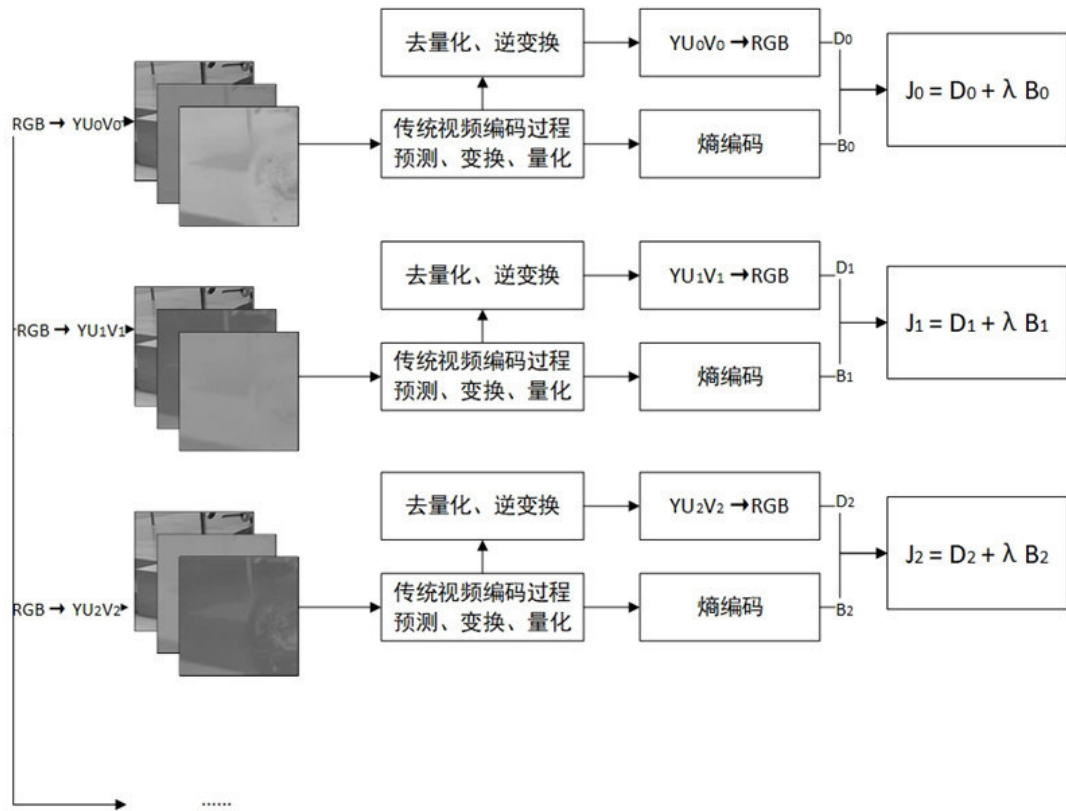 去量化、逆变换
YU₀V₀→RGB
D₀
J₀ = D₀ + λ B₀
RGB → YU₀V₀
传统视频编码过程
预测、变换、量化
熵编码
B₀
去量化、逆变换
YU₁V₁→RGB
D₁
J₁ = D₁ + λ B₁
RGB → YU₁V₁
传统视频编码过程
预测、变换、量化
熵编码
B₁
去量化、逆变换
YU₂V₂→RGB
D₂
J₂ = D₂ + λ B₂
RGB → YU₂V₂
传统视频编码过程
预测、变换、量化
熵编码
B₂
......